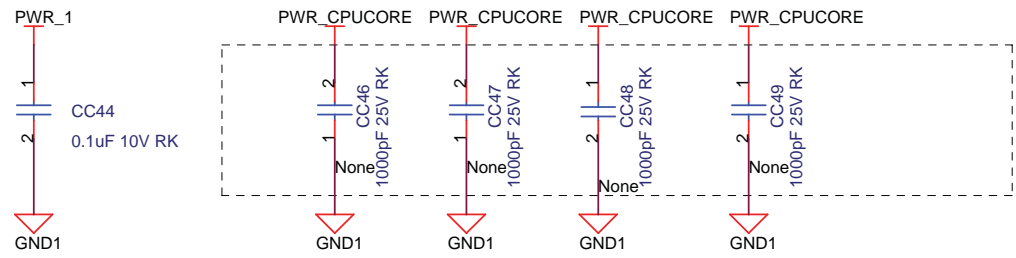 PWR_1
PWR_CPUCORE
PWR_CPUCORE
PWR_CPUCORE
PWR_CPUCORE
1
2
CC44
0.1uF 10V RK
2
1
CC46
1000pF 25V RK
None
2
1
CC47
1000pF 25V RK
None
1
2
CC48
1000pF 25V RK
None
1
2
CC49
1000pF 25V RK
None
GND1
GND1
GND1
GND1
GND1